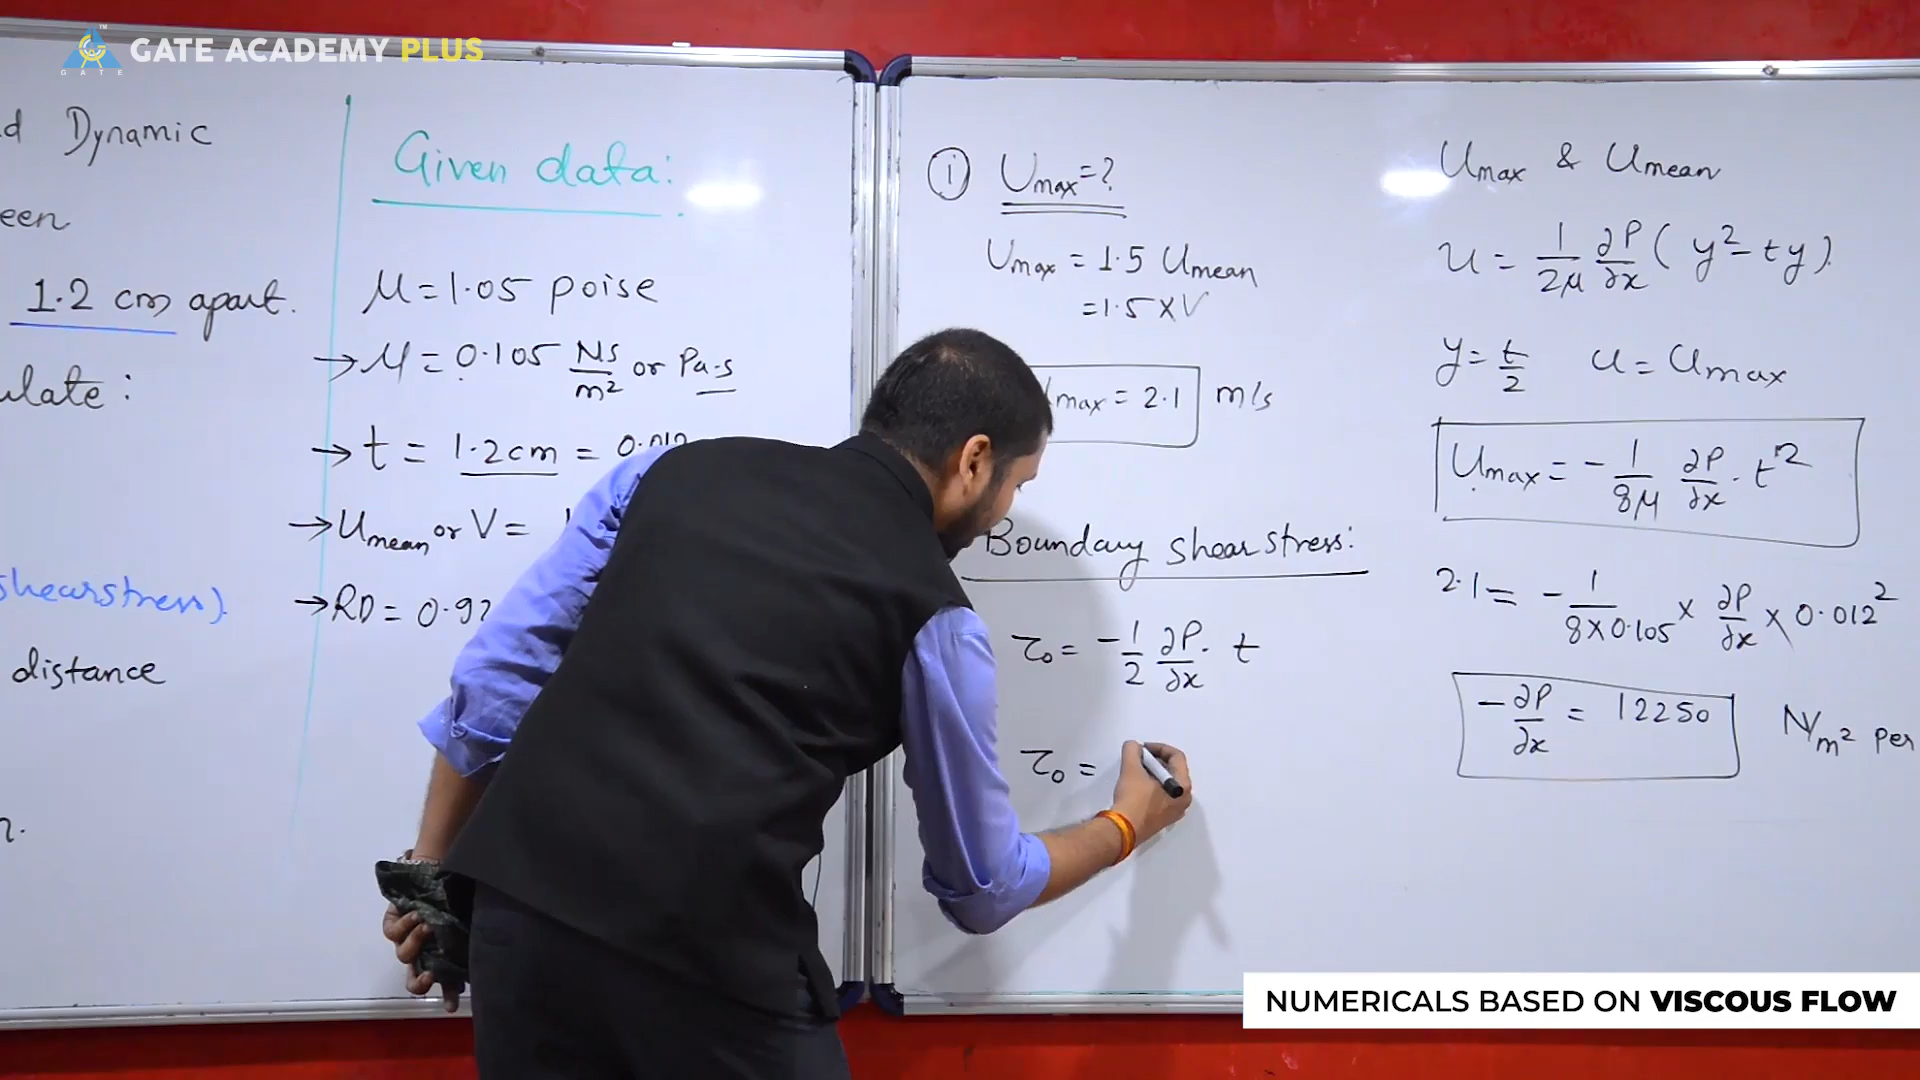 GATE ACADEMY PLUS
GATE
d Dynamic
een
1.2 cm apart.
ulate :
shearstress).
distance
Given data:
μ = 1.05 poise
→ μ = 0.105 Ns/m² or Pa-s
→ t = 1.2cm = 0.012
→ Umean or V =
→ RD = 0.92
i Umax = ?
Umax = 1.5 Umean
= 1.5 × V
max = 2.1 m/s
Boundary shear stress:
τ₀ = -1/2 ∂P/∂x · t
τ₀ =
Umax & Umean
u = 1/2μ ∂P/∂x ( y² - ty)
y = t/2 u = Umax
Umax = - 1/8μ ∂P/∂x · t²
2.1 = - 1/8×0.105 × ∂P/∂x × 0.012²
-∂P/∂x = 12250 N/m² per
NUMERICALS BASED ON VISCOUS FLOW